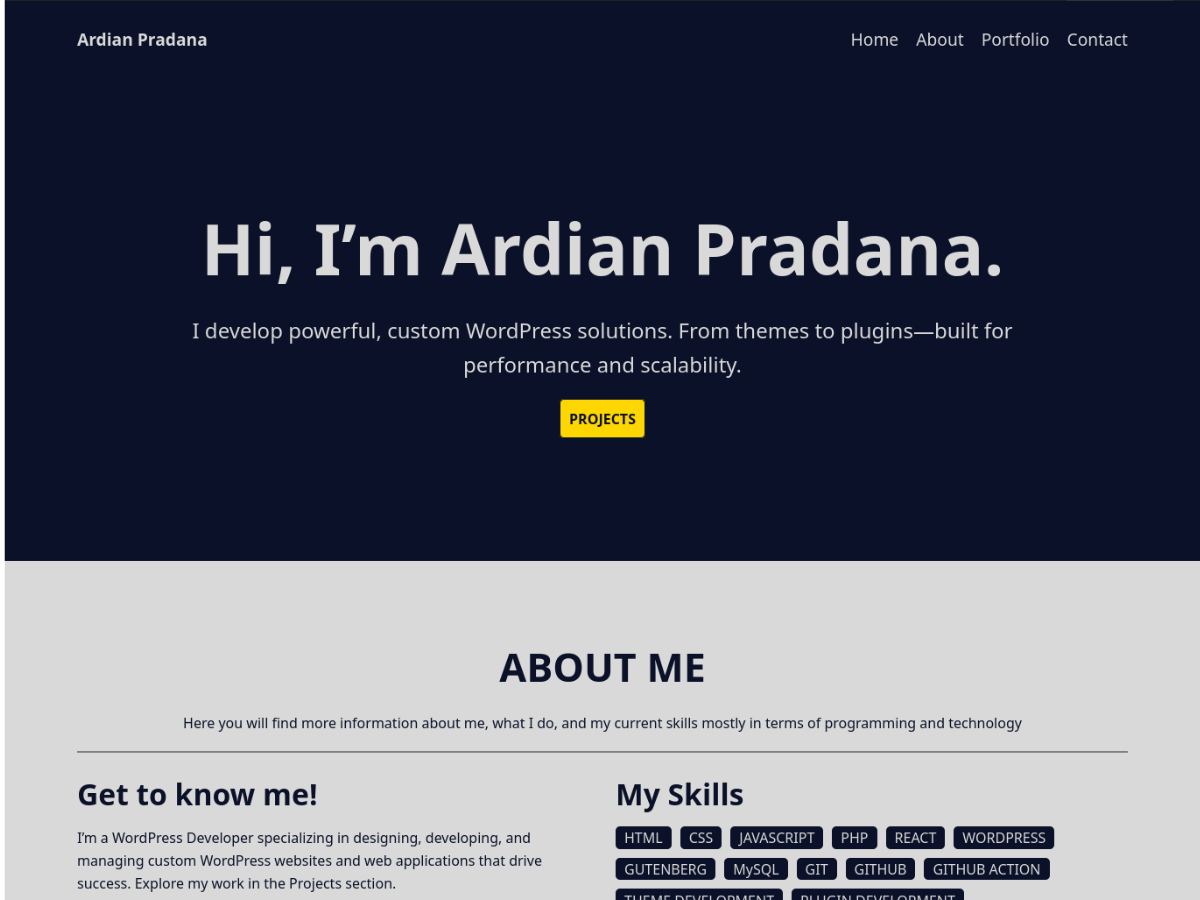 Ardian Pradana
Home About Portfolio Contact
Hi, I’m Ardian Pradana.
I develop powerful, custom WordPress solutions. From themes to plugins—built for
performance and scalability.
PROJECTS
ABOUT ME
Here you will find more information about me, what I do, and my current skills mostly in terms of programming and technology
Get to know me!
I’m a WordPress Developer specializing in designing, developing, and
managing custom WordPress websites and web applications that drive
success. Explore my work in the Projects section.
My Skills
HTML CSS JAVASCRIPT PHP REACT WORDPRESS
GUTENBERG MySQL GIT GITHUB GITHUB ACTION
THEME DEVELOPMENT PLUGIN DEVELOPMENT